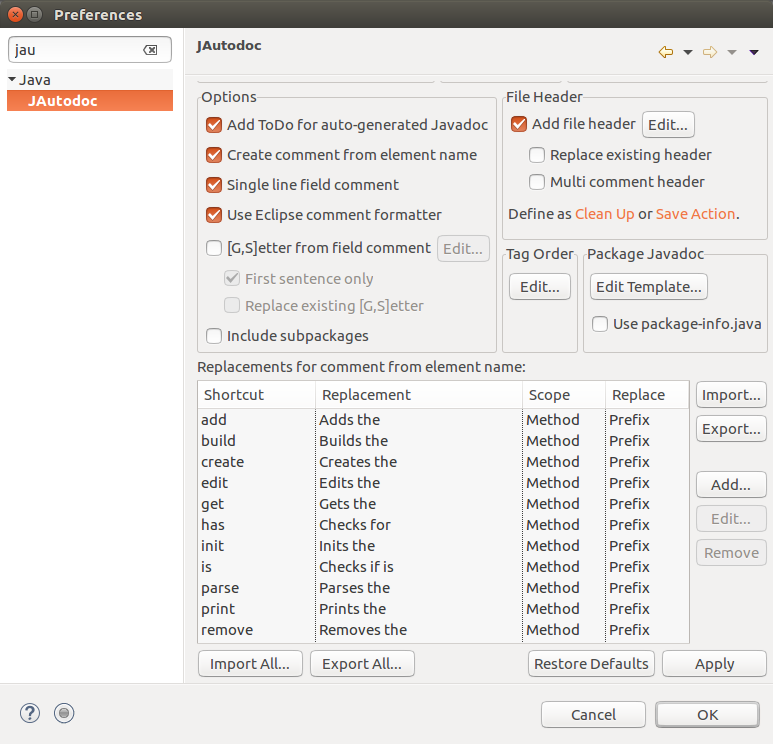 Preferences
jau
Java
JAutodoc
JAutodoc
Options
Add ToDo for auto-generated Javadoc
Create comment from element name
Single line field comment
Use Eclipse comment formatter
[G,S]etter from field comment Edit...
First sentence only
Replace existing [G,S]etter
Include subpackages
File Header
Add file header Edit...
Replace existing header
Multi comment header
Define as Clean Up or Save Action.
Tag Order
Edit...
Package Javadoc
Edit Template...
Use package-info.java
Replacements for comment from element name:
Shortcut Replacement Scope Replace
add Adds the Method Prefix
build Builds the Method Prefix
create Creates the Method Prefix
edit Edits the Method Prefix
get Gets the Method Prefix
has Checks for Method Prefix
init Inits the Method Prefix
is Checks if is Method Prefix
parse Parses the Method Prefix
print Prints the Method Prefix
remove Removes the Method Prefix
Import...
Export...
Add...
Edit...
Remove
Import All... Export All... Restore Defaults Apply
? Cancel OK